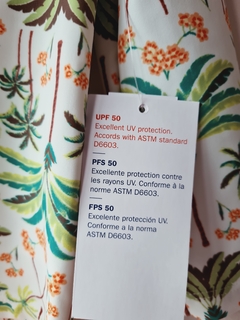 UPF 50
Excellent UV protection.
Accords with ASTM standard
D6603.
PFS 50
Excellente protection contre
les rayons UV. Conforme à la
norme ASTM D6603.
FPS 50
Excelente protección UV.
Conforme a la norma
ASTM D6603.